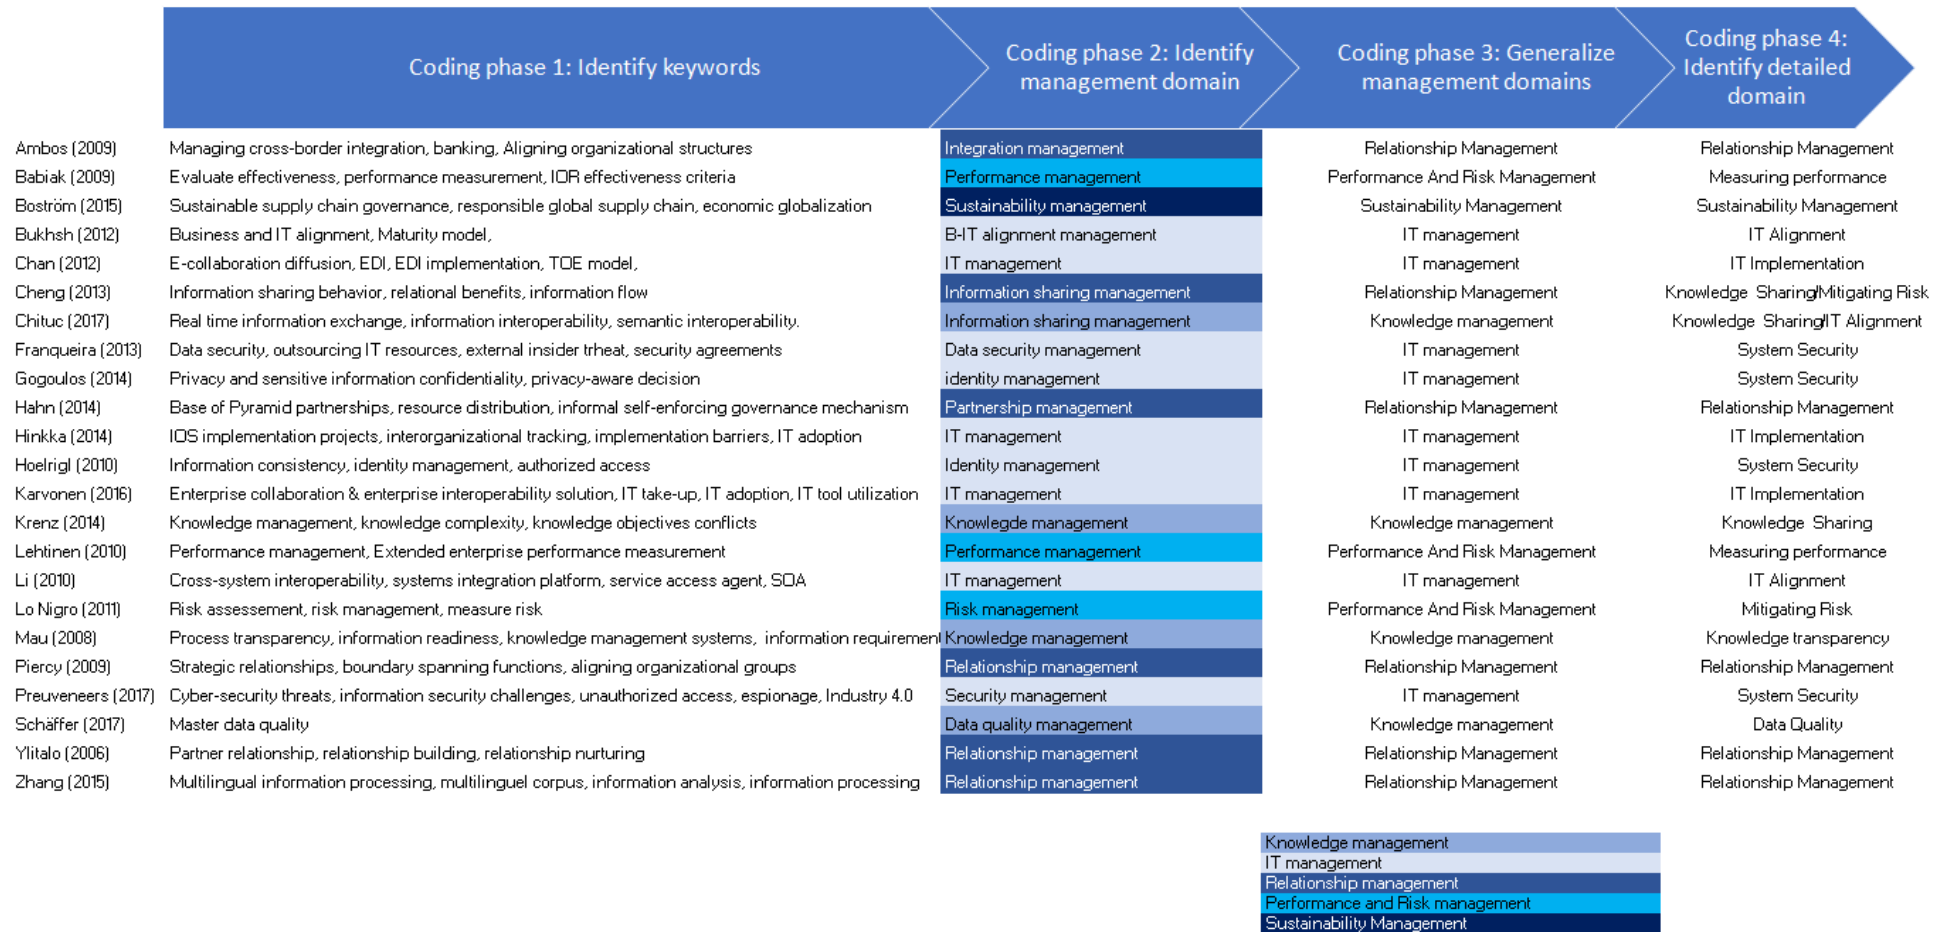 Coding phase 1: Identify keywords
Coding phase 2: Identify
management domain
Coding phase 3: Generalize
management domains
Coding phase 4:
Identify detailed
domain
Ambos (2009) Managing cross-border integration, banking, Aligning organizational structures Integration management Relationship Management Relationship Management
Babiak (2009) Evaluate effectiveness, performance measurement, IOR effectiveness criteria Performance management Performance And Risk Management Measuring performance
Boström (2015) Sustainable supply chain governance, responsible global supply chain, economic globalization Sustainability management Sustainability Management Sustainability Management
Bukhsh (2012) Business and IT alignment, Maturity model, B-IT alignment management IT management IT Alignment
Chan (2012) E-collaboration diffusion, EDI, EDI implementation, TOE model, IT management IT management IT Implementation
Cheng (2013) Information sharing behavior, relational benefits, information flow Information sharing management Relationship Management Knowledge Sharing/Mitigating Risk
Chituc (2017) Real time information exchange, information interoperability, semantic interoperability. Information sharing management Knowledge management Knowledge Sharing/IT Alignment
Franqueira (2013) Data security, outsourcing IT resources, external insider trheat, security agreements Data security management IT management System Security
Gogoulos (2014) Privacy and sensitive information confidentiality, privacy-aware decision identity management IT management System Security
Hahn (2014) Base of Pyramid partnerships, resource distribution, informal self-enforcing governance mechanism Partnership management Relationship Management Relationship Management
Hinkka (2014) IOS implementation projects, interorganizational tracking, implementation barriers, IT adoption IT management IT management IT Implementation
Hoelrigl (2010) Information consistency, identity management, authorized access Identity management IT management System Security
Karvonen (2016) Enterprise collaboration & enterprise interoperability solution, IT take-up, IT adoption, IT tool utilization IT management IT management IT Implementation
Krenz (2014) Knowledge management, knowledge complexity, knowledge objectives conflicts Knowlegde management Knowledge management Knowledge Sharing
Lehtinen (2010) Performance management, Extended enterprise performance measurement Performance management Performance And Risk Management Measuring performance
Li (2010) Cross-system interoperability, systems integration platform, service access agent, SOA IT management IT management IT Alignment
Lo Nigro (2011) Risk assessement, risk management, measure risk Risk management Performance And Risk Management Mitigating Risk
Mau (2008) Process transparency, information readiness, knowledge management systems, information requirement Knowledge management Knowledge management Knowledge transparency
Piercy (2009) Strategic relationships, boundary spanning functions, aligning organizational groups Relationship management Relationship Management Relationship Management
Preuveneers (2017) Cyber-security threats, information security challenges, unauthorized access, espionage, Industry 4.0 Security management IT management System Security
Schäffer (2017) Master data quality Data quality management Knowledge management Data Quality
Ylitalo (2006) Partner relationship, relationship building, relationship nurturing Relationship management Relationship Management Relationship Management
Zhang (2015) Multilingual information processing, multilinguel corpus, information analysis, information processing Relationship management Relationship Management Relationship Management
Knowledge management
IT management
Relationship management
Performance and Risk management
Sustainability Management